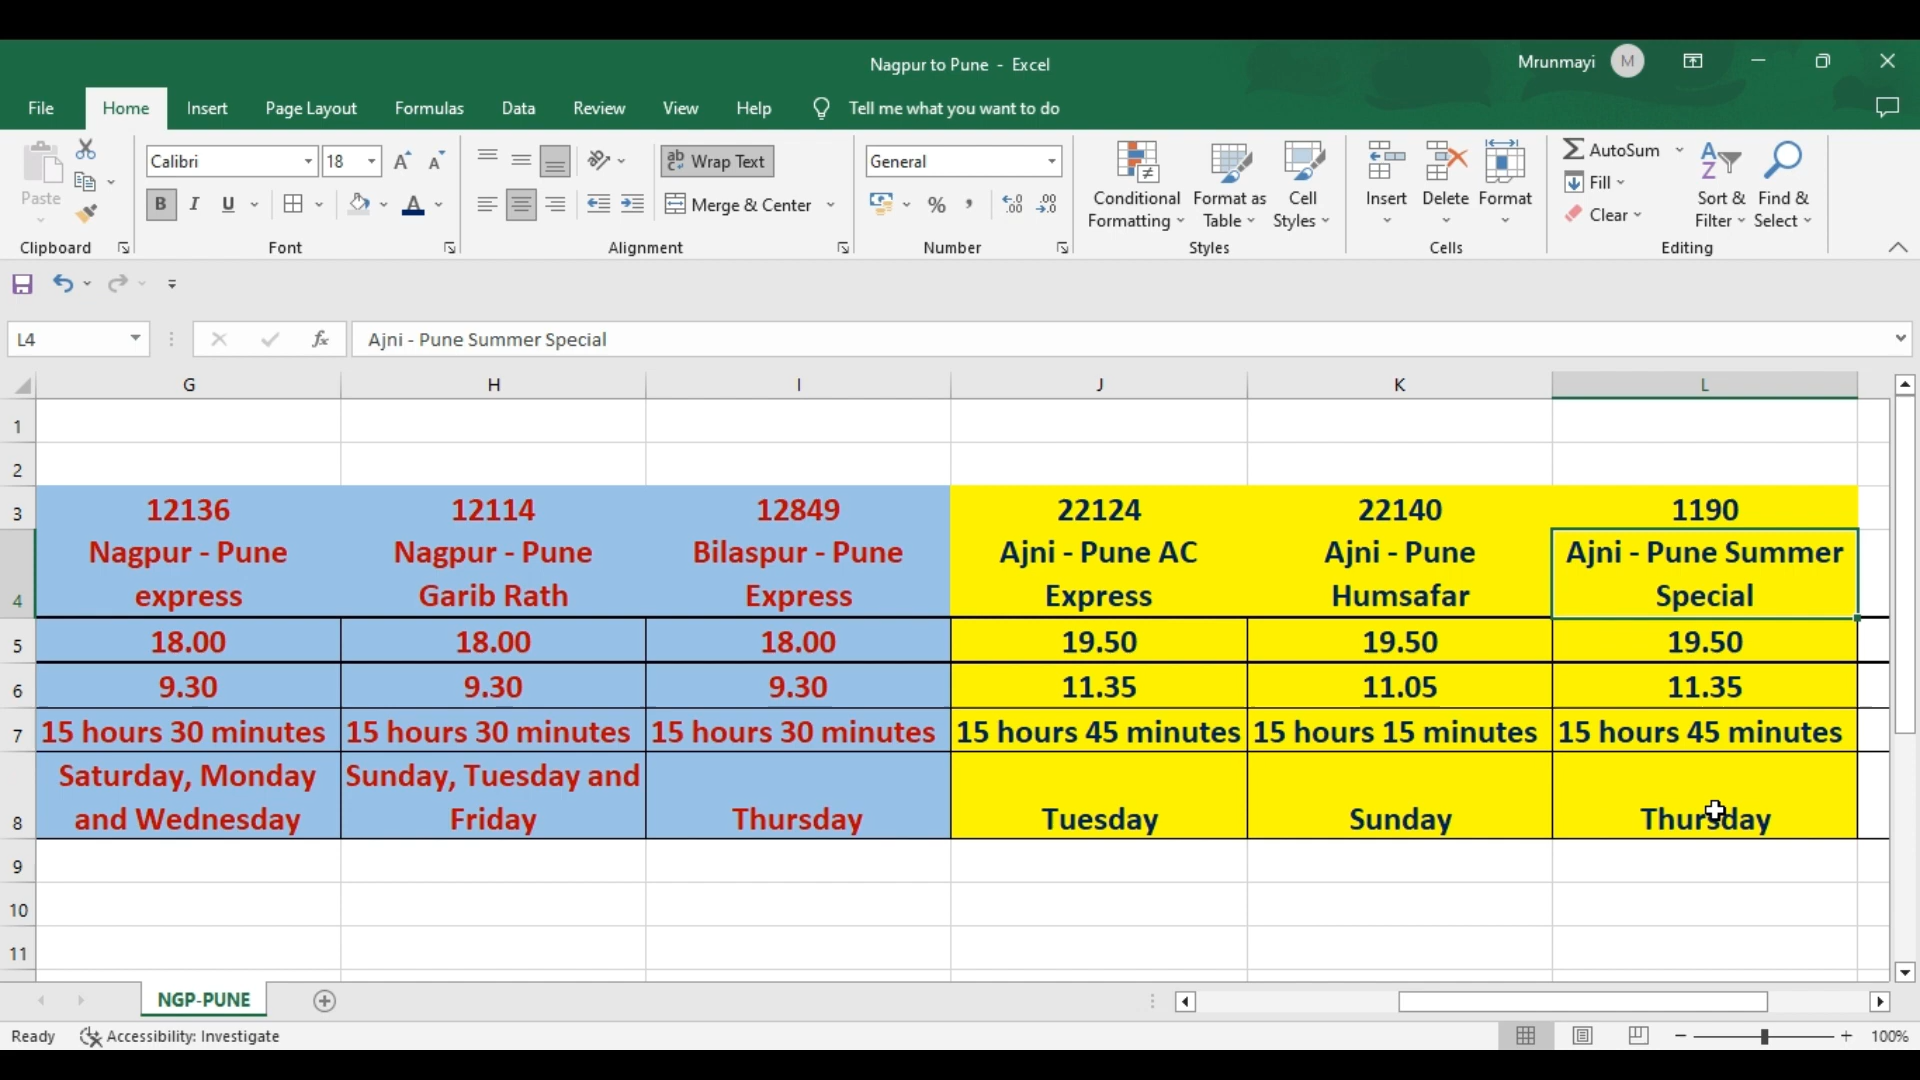 Nagpur to Pune - Excel
Mrunmayi M
File Home Insert Page Layout Formulas Data Review View Help Tell me what you want to do
Paste
Clipboard
Calibri 18
B I U A
Font
ab Wrap Text
Merge & Center
Alignment
General
% ,
Number
Conditional Formatting
Format as Table
Cell Styles
Styles
Insert Delete Format
Cells
AutoSum
Fill
Clear
Sort & Filter
Find & Select
Editing
L4 fx Ajni - Pune Summer Special
G H I J K L
1
2
3 12136 12114 12849 22124 22140 1190
Nagpur - Pune Nagpur - Pune Bilaspur - Pune Ajni - Pune AC Ajni - Pune Ajni - Pune Summer
4 express Garib Rath Express Express Humsafar Special
5 18.00 18.00 18.00 19.50 19.50 19.50
6 9.30 9.30 9.30 11.35 11.05 11.35
7 15 hours 30 minutes 15 hours 30 minutes 15 hours 30 minutes 15 hours 45 minutes 15 hours 15 minutes 15 hours 45 minutes
Saturday, Monday Sunday, Tuesday and
8 and Wednesday Friday Thursday Tuesday Sunday Thursday
9
10
11
NGP-PUNE
Ready Accessibility: Investigate 100%